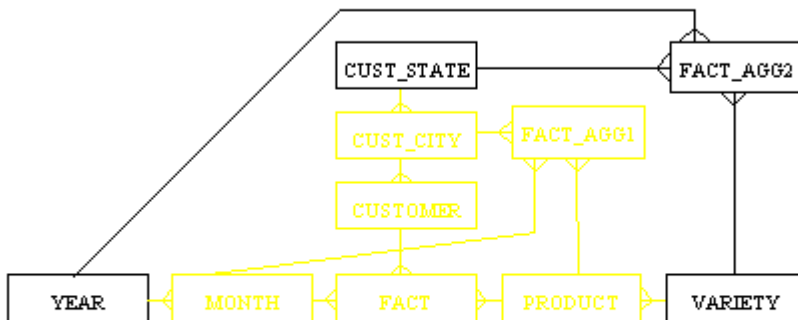 CUST_STATE
FACT_AGG2
CUST_CITY
FACT_AGG1
CUSTOMER
YEAR
MONTH
FACT
PRODUCT
VARIETY